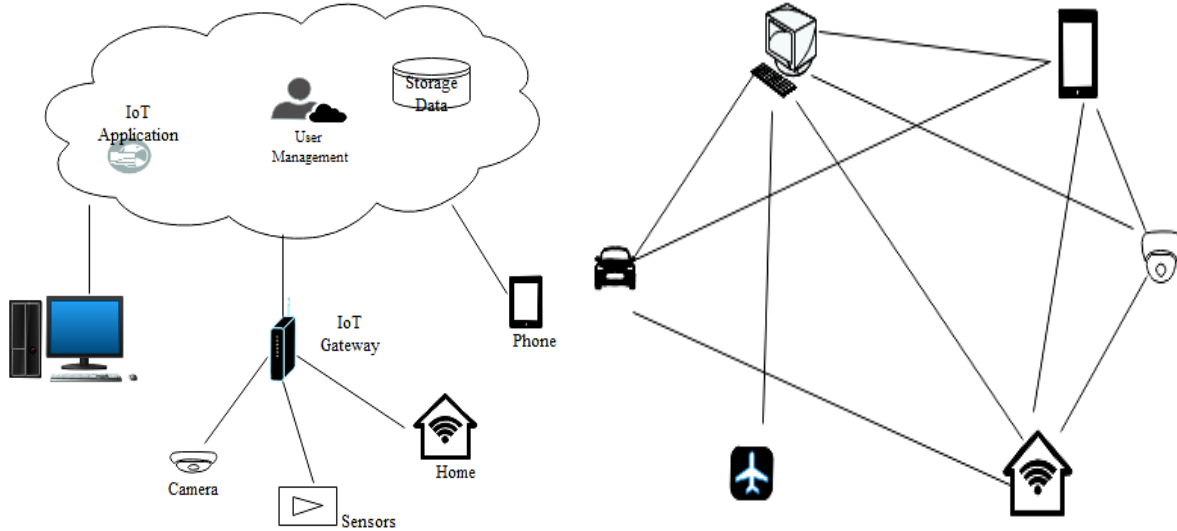 Storage
Data
IoT
Application
User
Management
IoT
Gateway
Phone
Home
Camera
Sensors